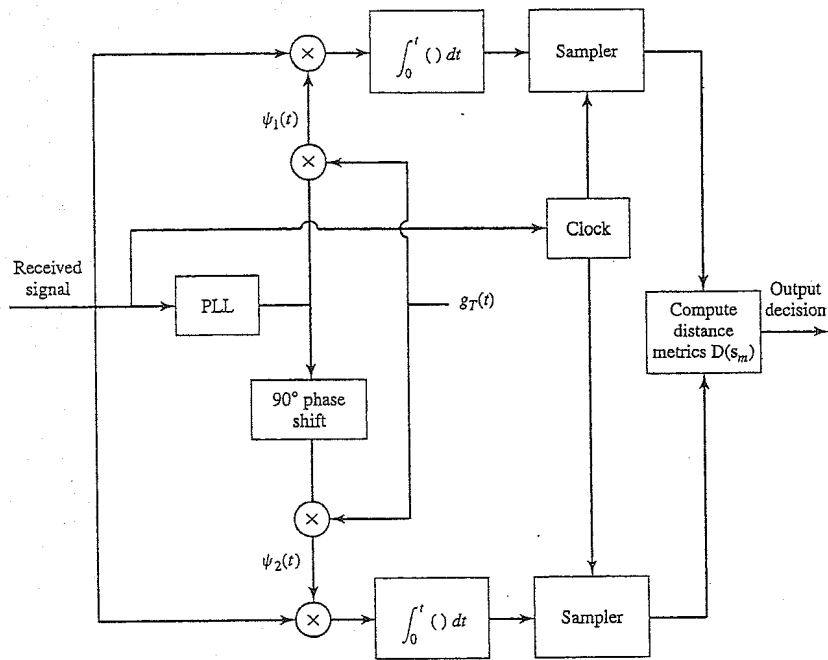 ∫₀ᵗ ( ) dt
Sampler
ψ₁(t)
Clock
Received
signal
PLL
g_T(t)
Compute
distance
metrics D(s_m)
Output
decision
90° phase
shift
ψ₂(t)
∫₀ᵗ ( ) dt
Sampler